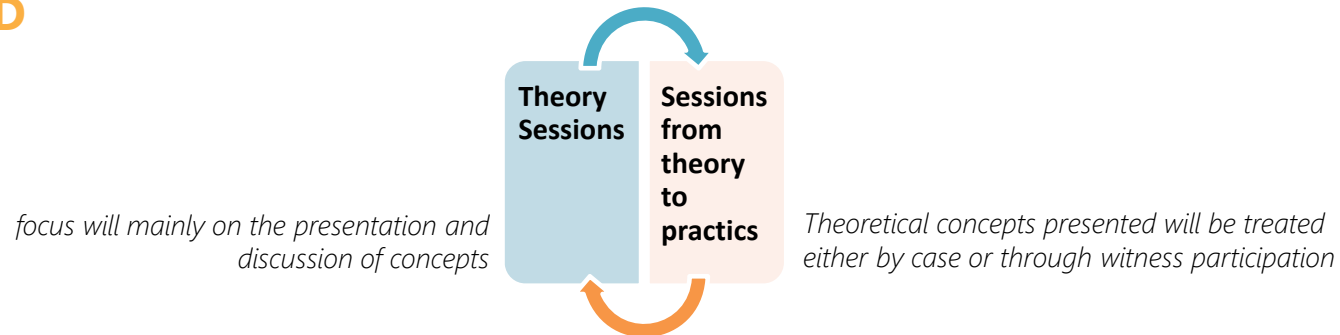 D
Theory
Sessions
Sessions
from
theory
to
practics
focus will mainly on the presentation and
discussion of concepts
Theoretical concepts presented will be treated
either by case or through witness participation